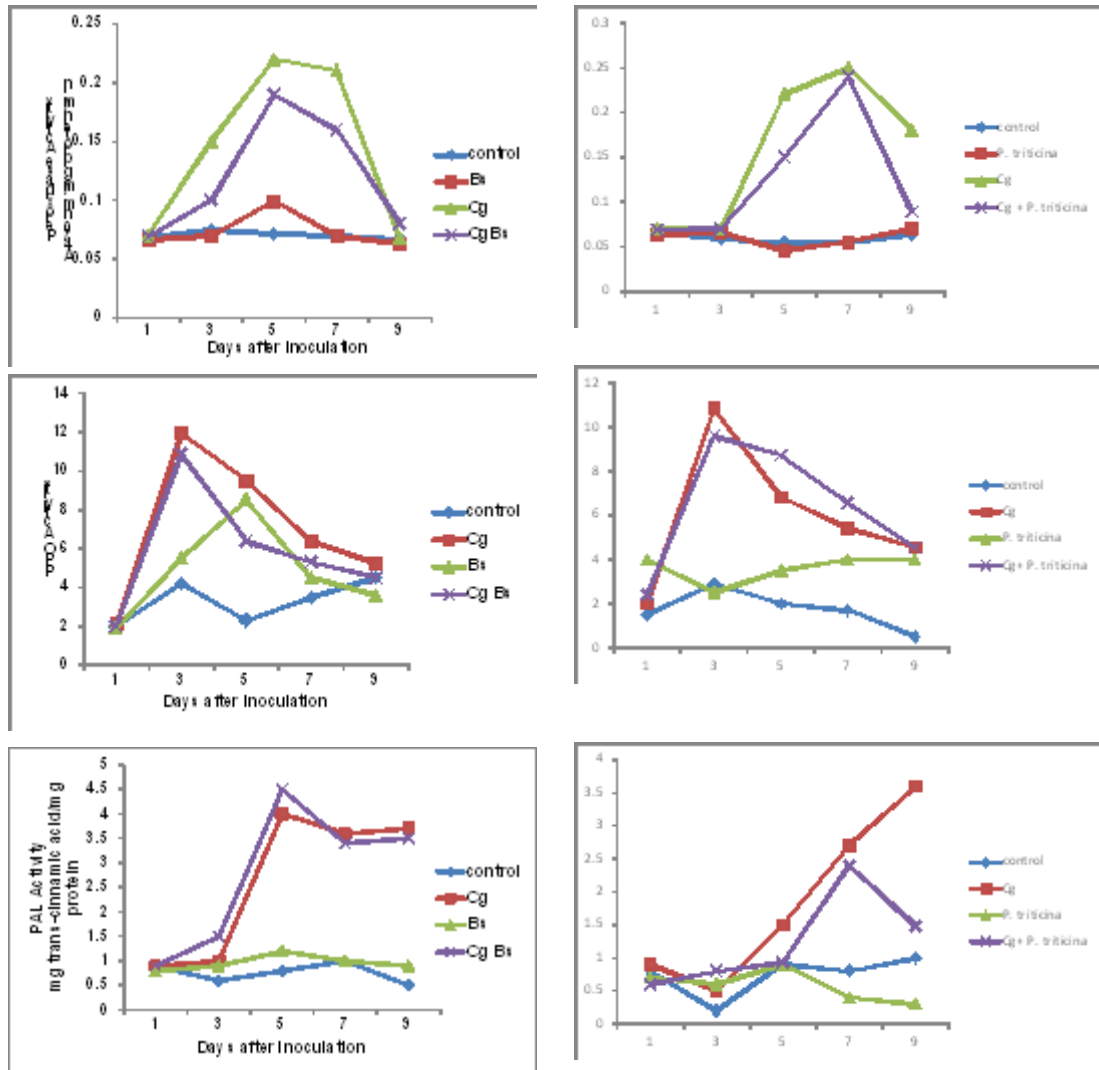 0.25
0.2
0.15
0.1
0.05
0
1 3 5 7 9
Days after Inoculation
control
Bs
Cg
Cg Bs
0.3
0.25
0.2
0.15
0.1
0.05
0
1 3 5 7 9
control
P. triticina
Cg
Cg + P. triticina
14
12
10
8
6
4
2
0
1 3 5 7 9
Days after Inoculation
control
Cg
Bs
Cg Bs
12
10
8
6
4
2
0
1 3 5 7 9
control
Cg
P. triticina
Cg+ P. triticina
PAL Activity
mg trans-cinnamic acid/mg
protein
5
4.5
4
3.5
3
2.5
2
1.5
1
0.5
0
1 3 5 7 9
Days after Inoculation
control
Cg
Bs
Cg Bs
4
3.5
3
2.5
2
1.5
1
0.5
0
1 3 5 7 9
control
Cg
P. triticina
Cg+ P. triticina